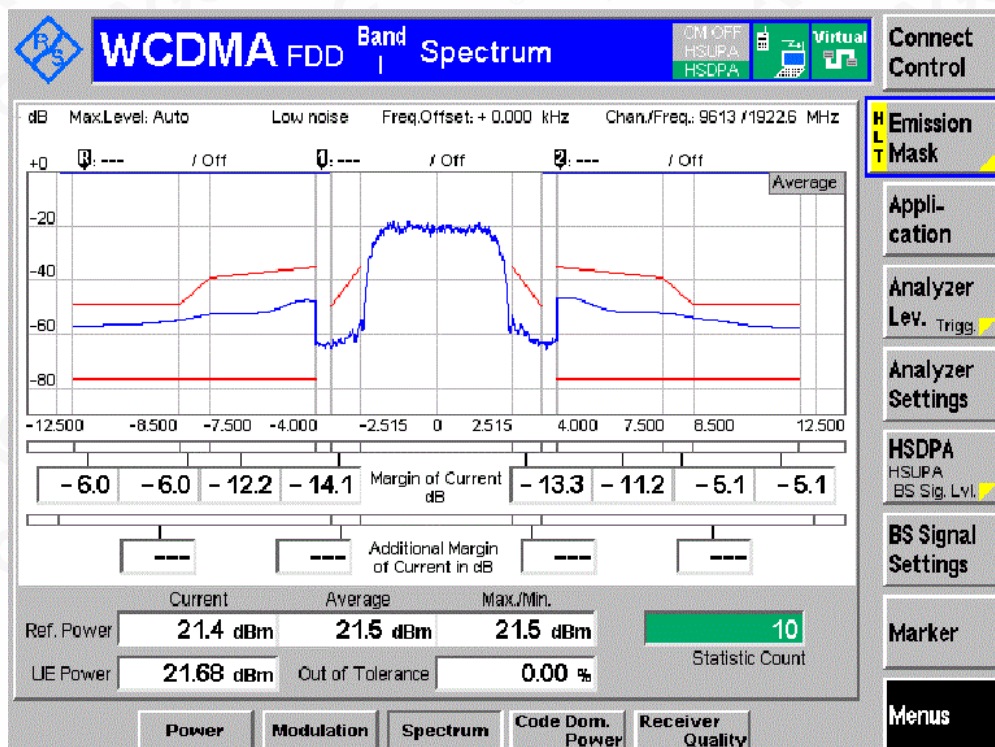 R/S
WCDMA FDD Band I Spectrum
CM OFF
HSUPA
HSDPA
Virtual
Connect Control
dB Max.Level: Auto Low noise Freq.Offset: + 0.000 kHz Chan./Freq.: 9613 /1922.6 MHz
HLT
Emission Mask
+0 R: --- / Off 1: --- / Off 2: --- / Off
Average
-20
-40
-60
-80
-12.500 -8.500 -7.500 -4.000 -2.515 0 2.515 4.000 7.500 8.500 12.500
Appli-
cation
Analyzer
Lev. Trigg.
Analyzer
Settings
HSDPA
HSUPA
BS Sig. Lvl.
- 6.0 - 6.0 - 12.2 - 14.1 Margin of Current dB - 13.3 - 11.2 - 5.1 - 5.1
--- --- Additional Margin of Current in dB --- ---
BS Signal
Settings
Current Average Max./Min.
Ref. Power 21.4 dBm 21.5 dBm 21.5 dBm 10
Statistic Count
UE Power 21.68 dBm Out of Tolerance 0.00 %
Marker
Menus
Power Modulation Spectrum Code Dom. Power Receiver Quality